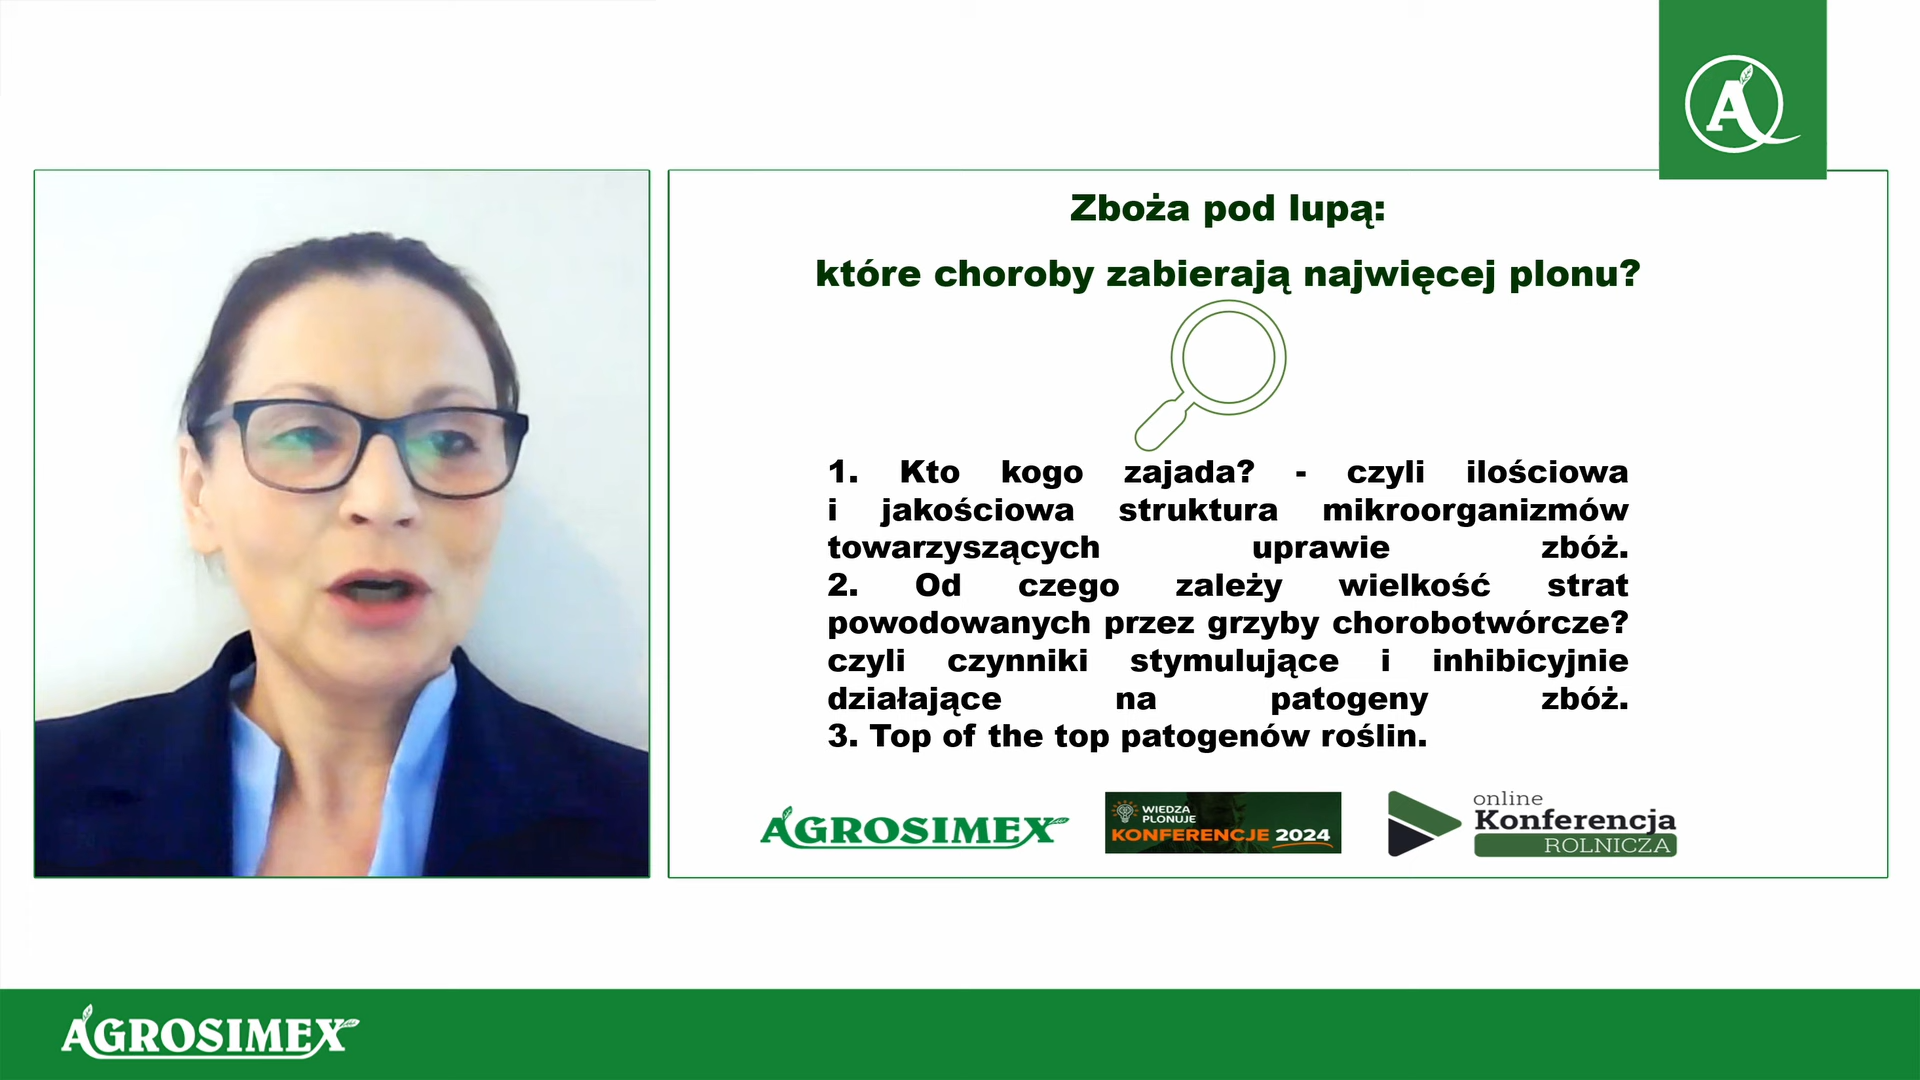 A
Zboża pod lupą:
które choroby zabierają najwięcej plonu?
1. Kto kogo zajada? - czyli ilościowa
i jakościowa struktura mikroorganizmów
towarzyszących uprawie zbóż.
2. Od czego zależy wielkość strat
powodowanych przez grzyby chorobotwórcze?
czyli czynniki stymulujące i inhibicyjnie
działające na patogeny zbóż.
3. Top of the top patogenów roślin.
AGROSIMEX
WIEDZA
PLONUJE
KONFERENCJE 2024
online
Konferencja
ROLNICZA
AGROSIMEX